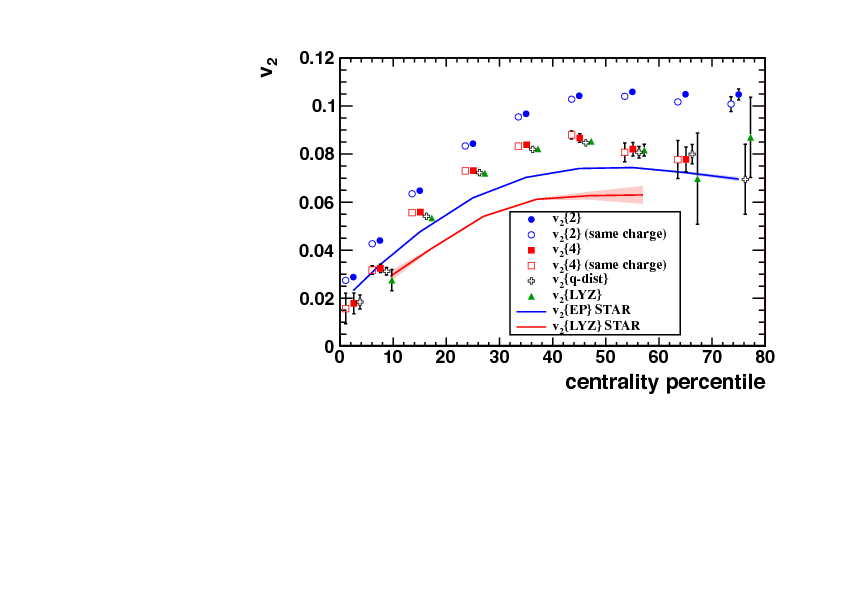 v2
0.12
0.1
0.08
0.06
0.04
0.02
0
v2{2}
v2{2} (same charge)
v2{4}
v2{4} (same charge)
v2{q-dist}
v2{LYZ}
v2{EP} STAR
v2{LYZ} STAR
0 10 20 30 40 50 60 70 80
centrality percentile